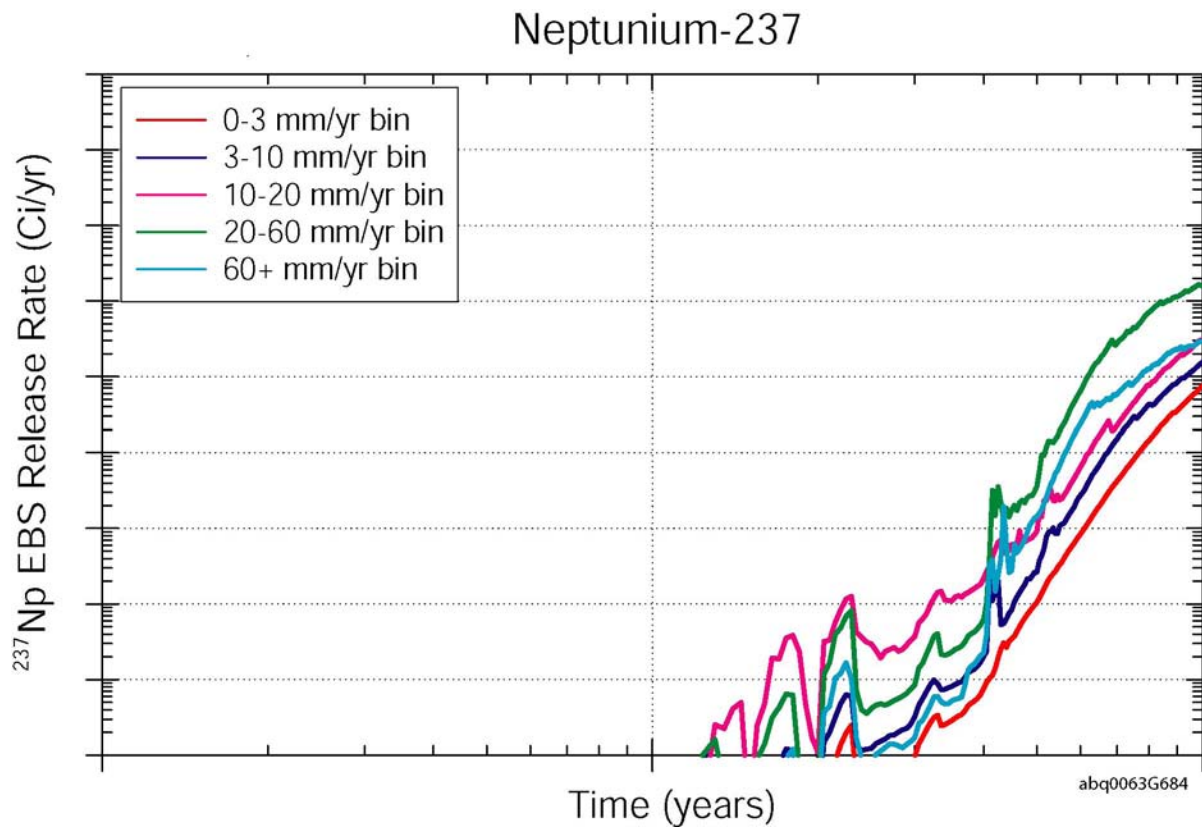 Neptunium-237
0-3 mm/yr bin
3-10 mm/yr bin
10-20 mm/yr bin
20-60 mm/yr bin
60+ mm/yr bin
²³⁷Np EBS Release Rate (Ci/yr)
Time (years)
abq0063G684